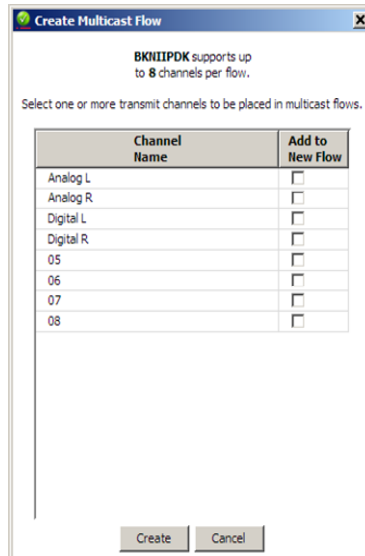 Create Multicast Flow
BKNIIPDK supports up
to 8 channels per flow.
Select one or more transmit channels to be placed in multicast flows.
Channel Name Add to New Flow
Analog L
Analog R
Digital L
Digital R
05
06
07
08
Create Cancel